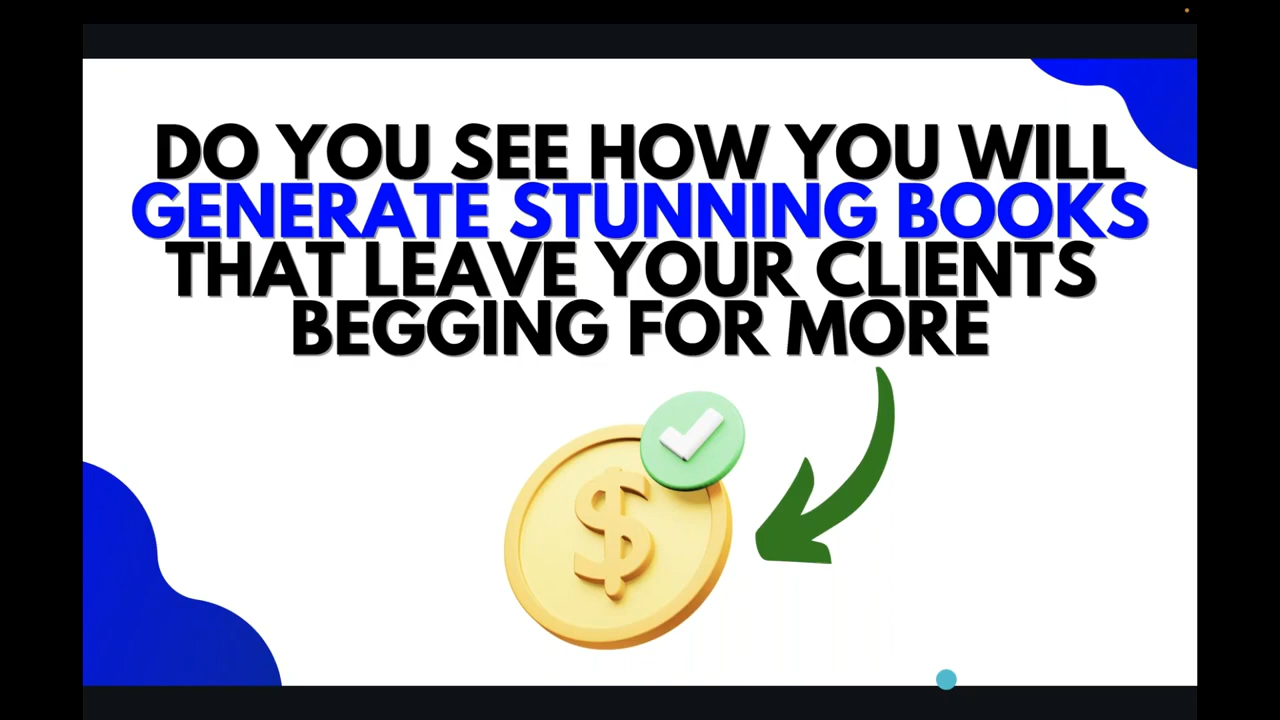 DO YOU SEE HOW YOU WILL
GENERATE STUNNING BOOKS
THAT LEAVE YOUR CLIENTS
BEGGING FOR MORE
$